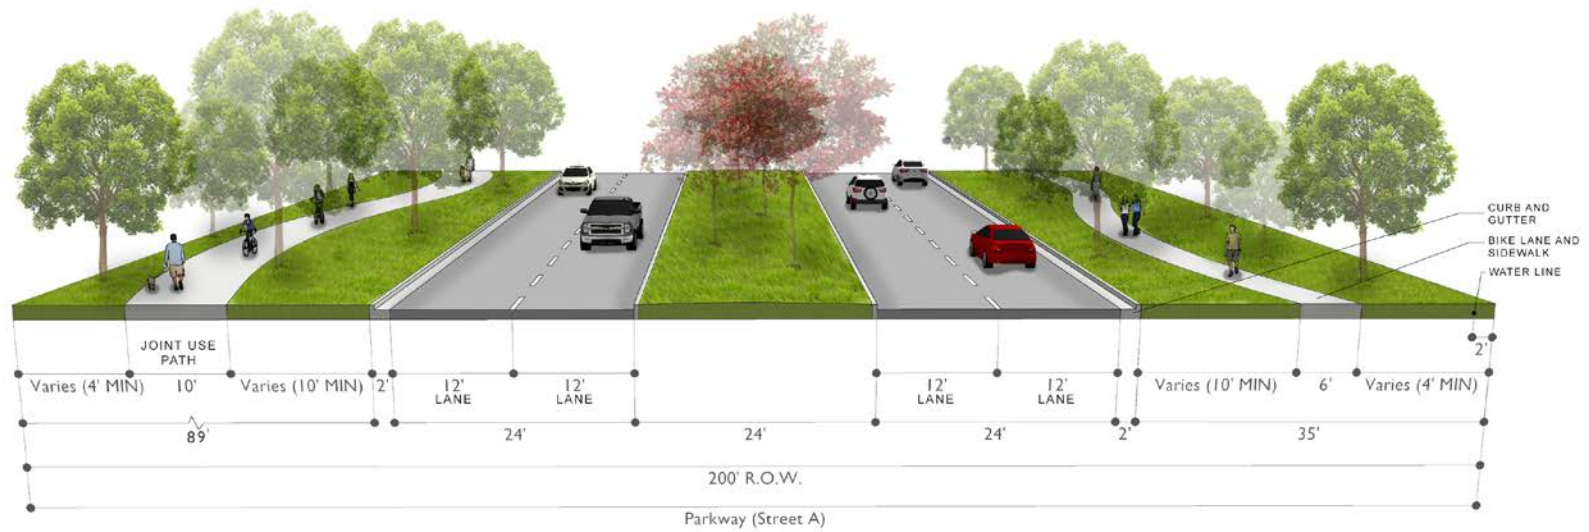 CURB AND
GUTTER
BIKE LANE AND
SIDEWALK
WATER LINE
JOINT USE
PATH
2'
Varies (4' MIN) 10' Varies (10' MIN) 2' 12' 12' 12' 12' Varies (10' MIN) 6' Varies (4' MIN)
LANE LANE LANE LANE
89' 24' 24' 24' 2' 35'
200' R.O.W.
Parkway (Street A)